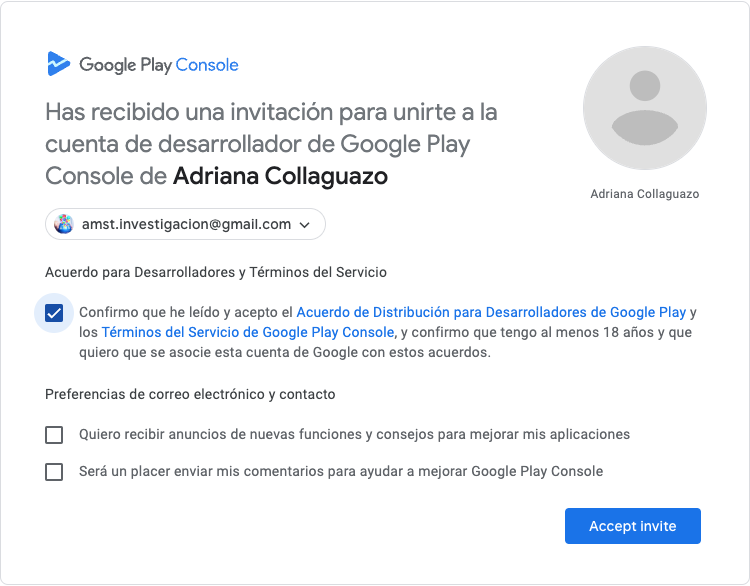 Google Play Console
Has recibido una invitación para unirte a la
cuenta de desarrollador de Google Play
Console de Adriana Collaguazo
Adriana Collaguazo
amst.investigacion@gmail.com
Acuerdo para Desarrolladores y Términos del Servicio
Confirmo que he leído y acepto el Acuerdo de Distribución para Desarrolladores de Google Play y
los Términos del Servicio de Google Play Console, y confirmo que tengo al menos 18 años y que
quiero que se asocie esta cuenta de Google con estos acuerdos.
Preferencias de correo electrónico y contacto
Quiero recibir anuncios de nuevas funciones y consejos para mejorar mis aplicaciones
Será un placer enviar mis comentarios para ayudar a mejorar Google Play Console
Accept invite